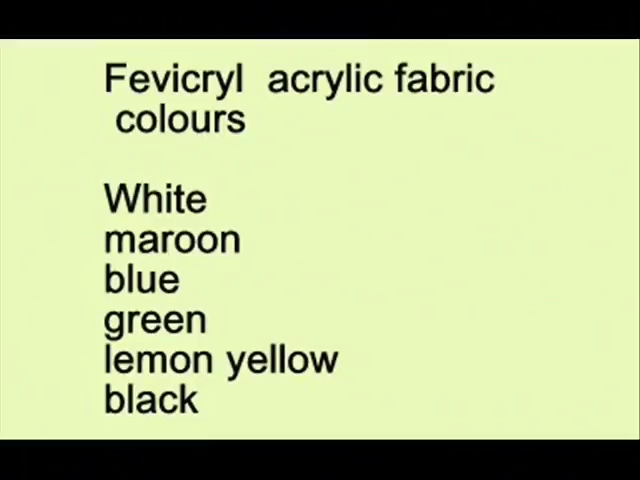 Fevicryl acrylic fabric
colours
White
maroon
blue
green
lemon yellow
black